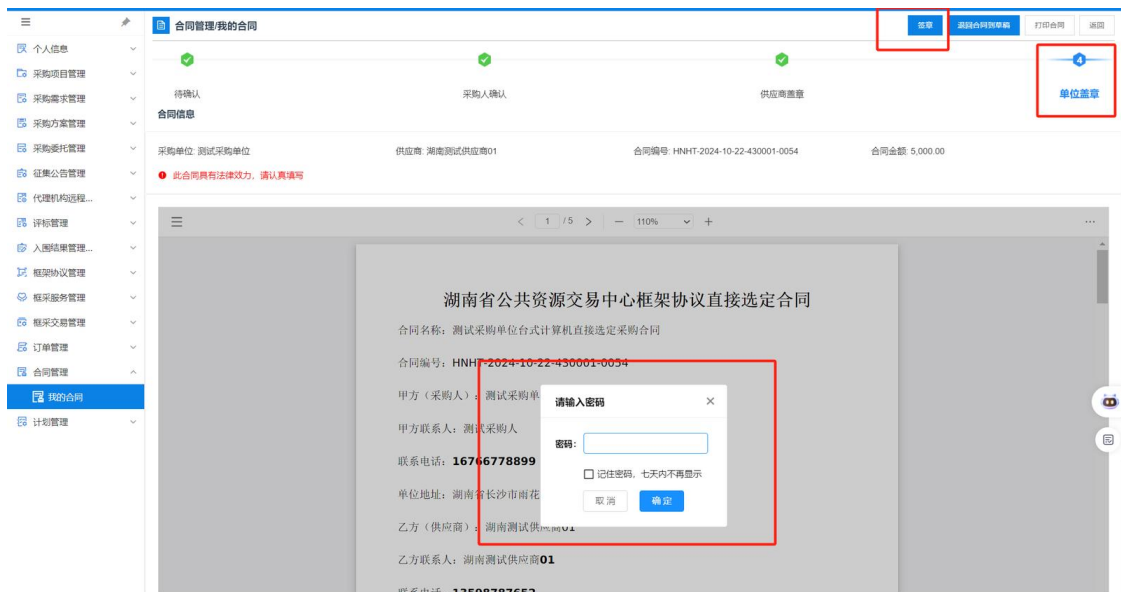 合同管理/我的合同
签章
退回合同到草稿
打印合同
返回
个人信息
采购项目管理
采购需求管理
采购方案管理
采购委托管理
征集公告管理
代理机构远程...
评标管理
入围结果管理...
框架协议管理
框采服务管理
框采交易管理
订单管理
合同管理
我的合同
计划管理
待确认
采购人确认
供应商盖章
4
单位盖章
合同信息
采购单位: 测试采购单位
供应商: 湖南测试供应商01
合同编号: HNHT-2024-10-22-430001-0054
合同金额: 5,000.00
此合同具有法律效力，请认真填写
1 /5
110%
湖南省公共资源交易中心框架协议直接选定合同
合同名称：测试采购单位台式计算机直接选定采购合同
合同编号：HNHT-2024-10-22-430001-0054
甲方（采购人）：测试采购单
甲方联系人：测试采购人
联系电话：16766778899
单位地址：湖南省长沙市雨花
乙方（供应商）：湖南测试供应商01
乙方联系人：湖南测试供应商01
联系电话：13598787652
请输入密码
密码：
记住密码，七天内不再显示
取消
确定